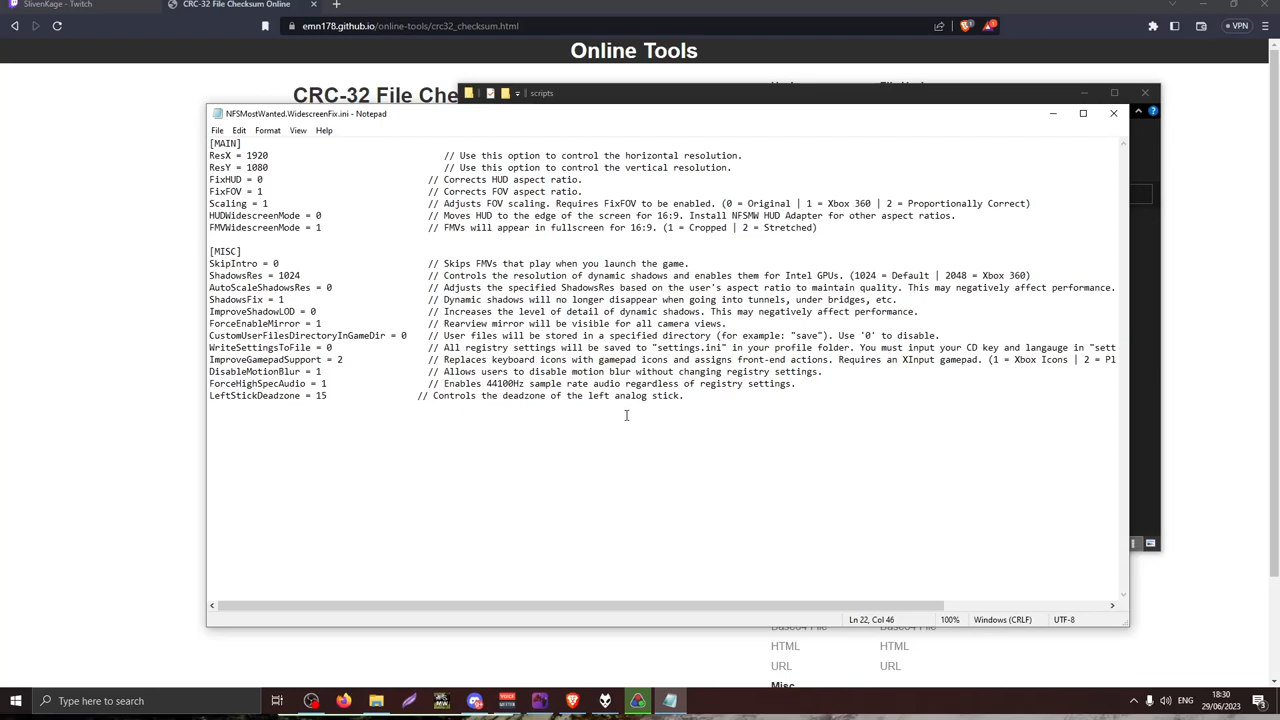 SlivenKage - Twitch
CRC-32 File Checksum Online
emn178.github.io/online-tools/crc32_checksum.html
VPN
Online Tools
CRC-32 File Che
scripts
NFSMostWanted.WidescreenFix.ini - Notepad
File Edit Format View Help
[MAIN]
ResX = 1920 // Use this option to control the horizontal resolution.
ResY = 1080 // Use this option to control the vertical resolution.
FixHUD = 0 // Corrects HUD aspect ratio.
FixFOV = 1 // Corrects FOV aspect ratio.
Scaling = 1 // Adjusts FOV scaling. Requires FixFOV to be enabled. (0 = Original | 1 = Xbox 360 | 2 = Proportionally Correct)
HUDWidescreenMode = 0 // Moves HUD to the edge of the screen for 16:9. Install NFSMW HUD Adapter for other aspect ratios.
FMVWidescreenMode = 1 // FMVs will appear in fullscreen for 16:9. (1 = Cropped | 2 = Stretched)
[MISC]
SkipIntro = 0 // Skips FMVs that play when you launch the game.
ShadowsRes = 1024 // Controls the resolution of dynamic shadows and enables them for Intel GPUs. (1024 = Default | 2048 = Xbox 360)
AutoScaleShadowsRes = 0 // Adjusts the specified ShadowsRes based on the user's aspect ratio to maintain quality. This may negatively affect performance.
ShadowsFix = 1 // Dynamic shadows will no longer disappear when going into tunnels, under bridges, etc.
ImproveShadowLOD = 0 // Increases the level of detail of dynamic shadows. This may negatively affect performance.
ForceEnableMirror = 1 // Rearview mirror will be visible for all camera views.
CustomUserFilesDirectoryInGameDir = 0 // User files will be stored in a specified directory (for example: "save"). Use '0' to disable.
WriteSettingsToFile = 0 // All registry settings will be saved to "settings.ini" in your profile folder. You must input your CD key and langauge in "sett
ImproveGamepadSupport = 2 // Replaces keyboard icons with gamepad icons and assigns front-end actions. Requires an XInput gamepad. (1 = Xbox Icons | 2 = Pl
DisableMotionBlur = 1 // Allows users to disable motion blur without changing registry settings.
ForceHighSpecAudio = 1 // Enables 44100Hz sample rate audio regardless of registry settings.
LeftStickDeadzone = 15 // Controls the deadzone of the left analog stick.
Ln 22, Col 46 100% Windows (CRLF) UTF-8
HTML HTML
URL URL
Misc
Type here to search
ENG
18:30
29/06/2023
3